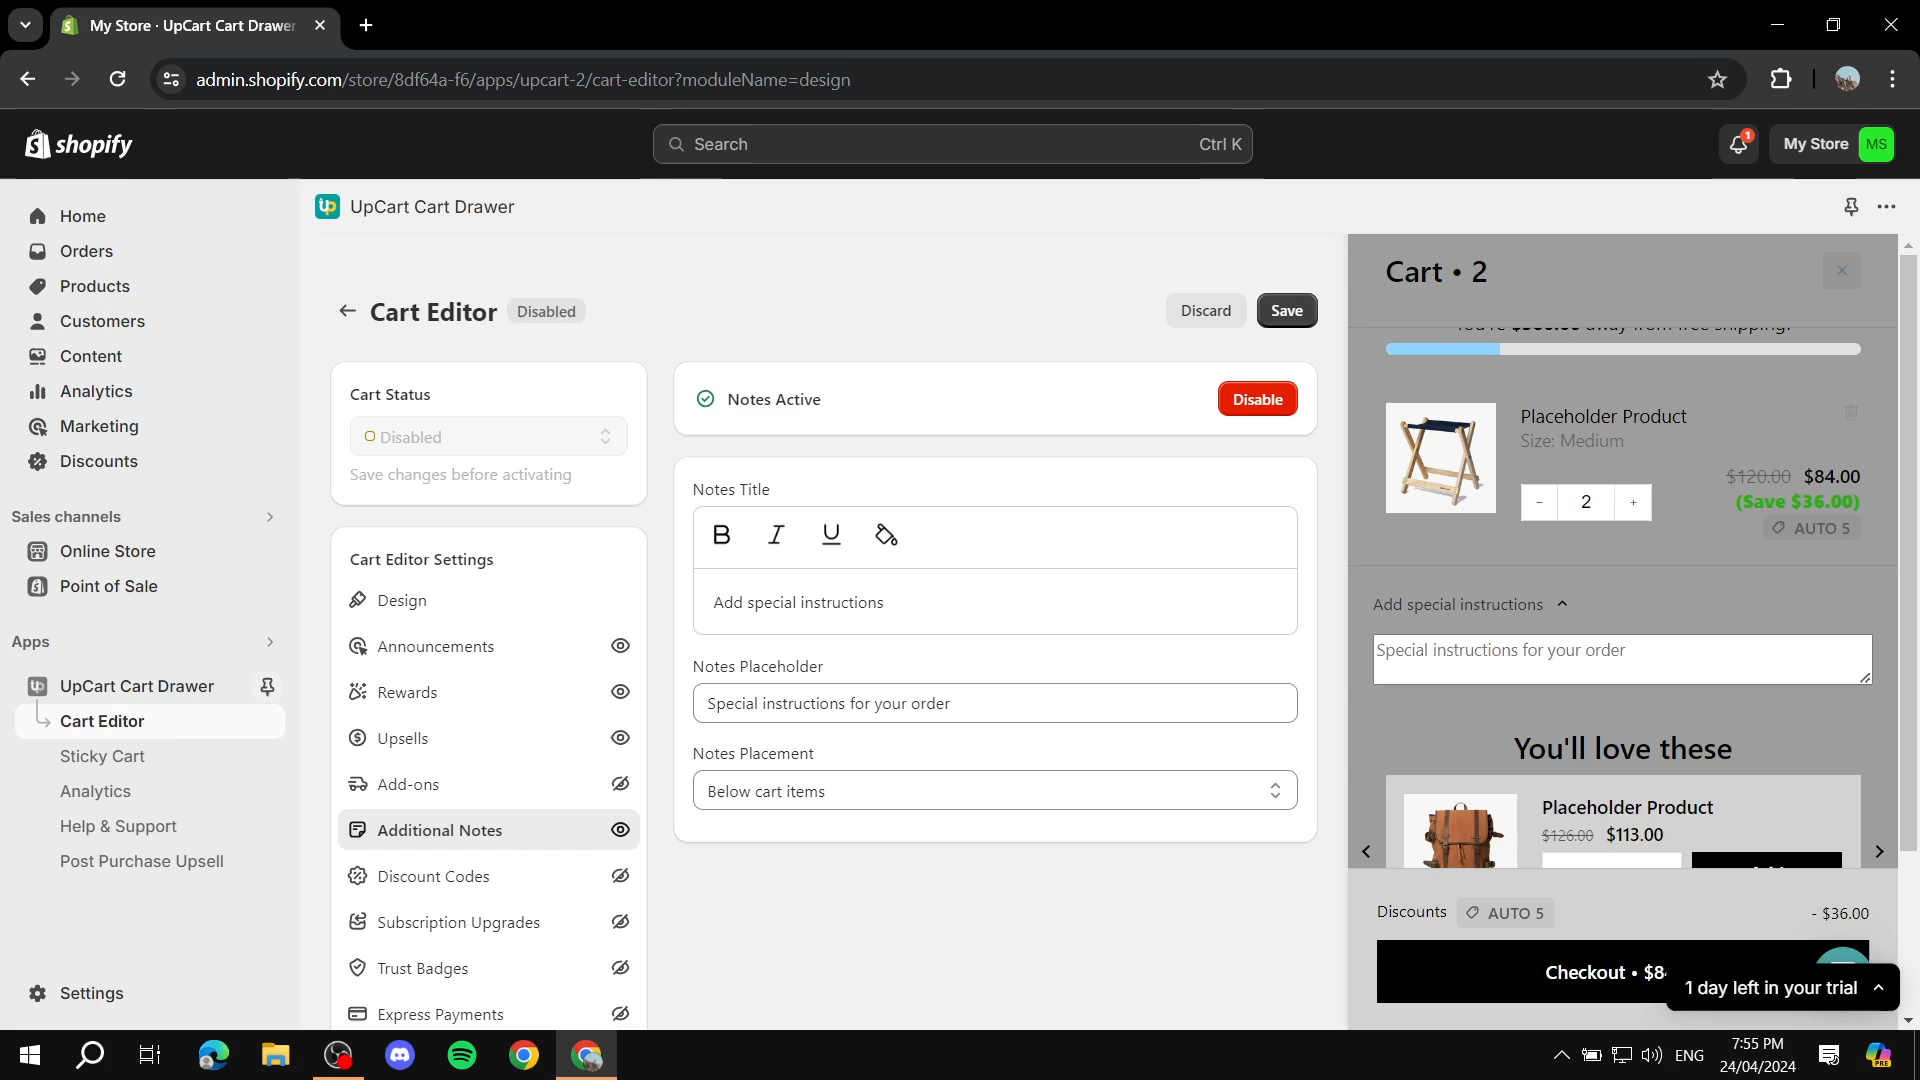 My Store · UpCart Cart Drawer
admin.shopify.com/store/8df64a-f6/apps/upcart-2/cart-editor?moduleName=design
shopify
Search
Ctrl K
1
My Store
MS
Home
Orders
Products
Customers
Content
Analytics
Marketing
Discounts
Sales channels
Online Store
Point of Sale
Apps
UpCart Cart Drawer
Cart Editor
Sticky Cart
Analytics
Help & Support
Post Purchase Upsell
Settings
up UpCart Cart Drawer
Cart Editor
Disabled
Discard
Save
Cart Status
Disabled
Save changes before activating
Cart Editor Settings
Design
Announcements
Rewards
Upsells
Add-ons
Additional Notes
Discount Codes
Subscription Upgrades
Trust Badges
Express Payments
Notes Active
Disable
Notes Title
B I U
Add special instructions
Notes Placeholder
Special instructions for your order
Notes Placement
Below cart items
Cart • 2
away from free shipping!
Placeholder Product
Size: Medium
$120.00 $84.00
(Save $36.00)
AUTO 5
- 2 +
Add special instructions
Special instructions for your order
You'll love these
Placeholder Product
$126.00 $113.00
Discounts
AUTO 5
- $36.00
Checkout • $8
1 day left in your trial
ENG
7:55 PM
24/04/2024
PRE